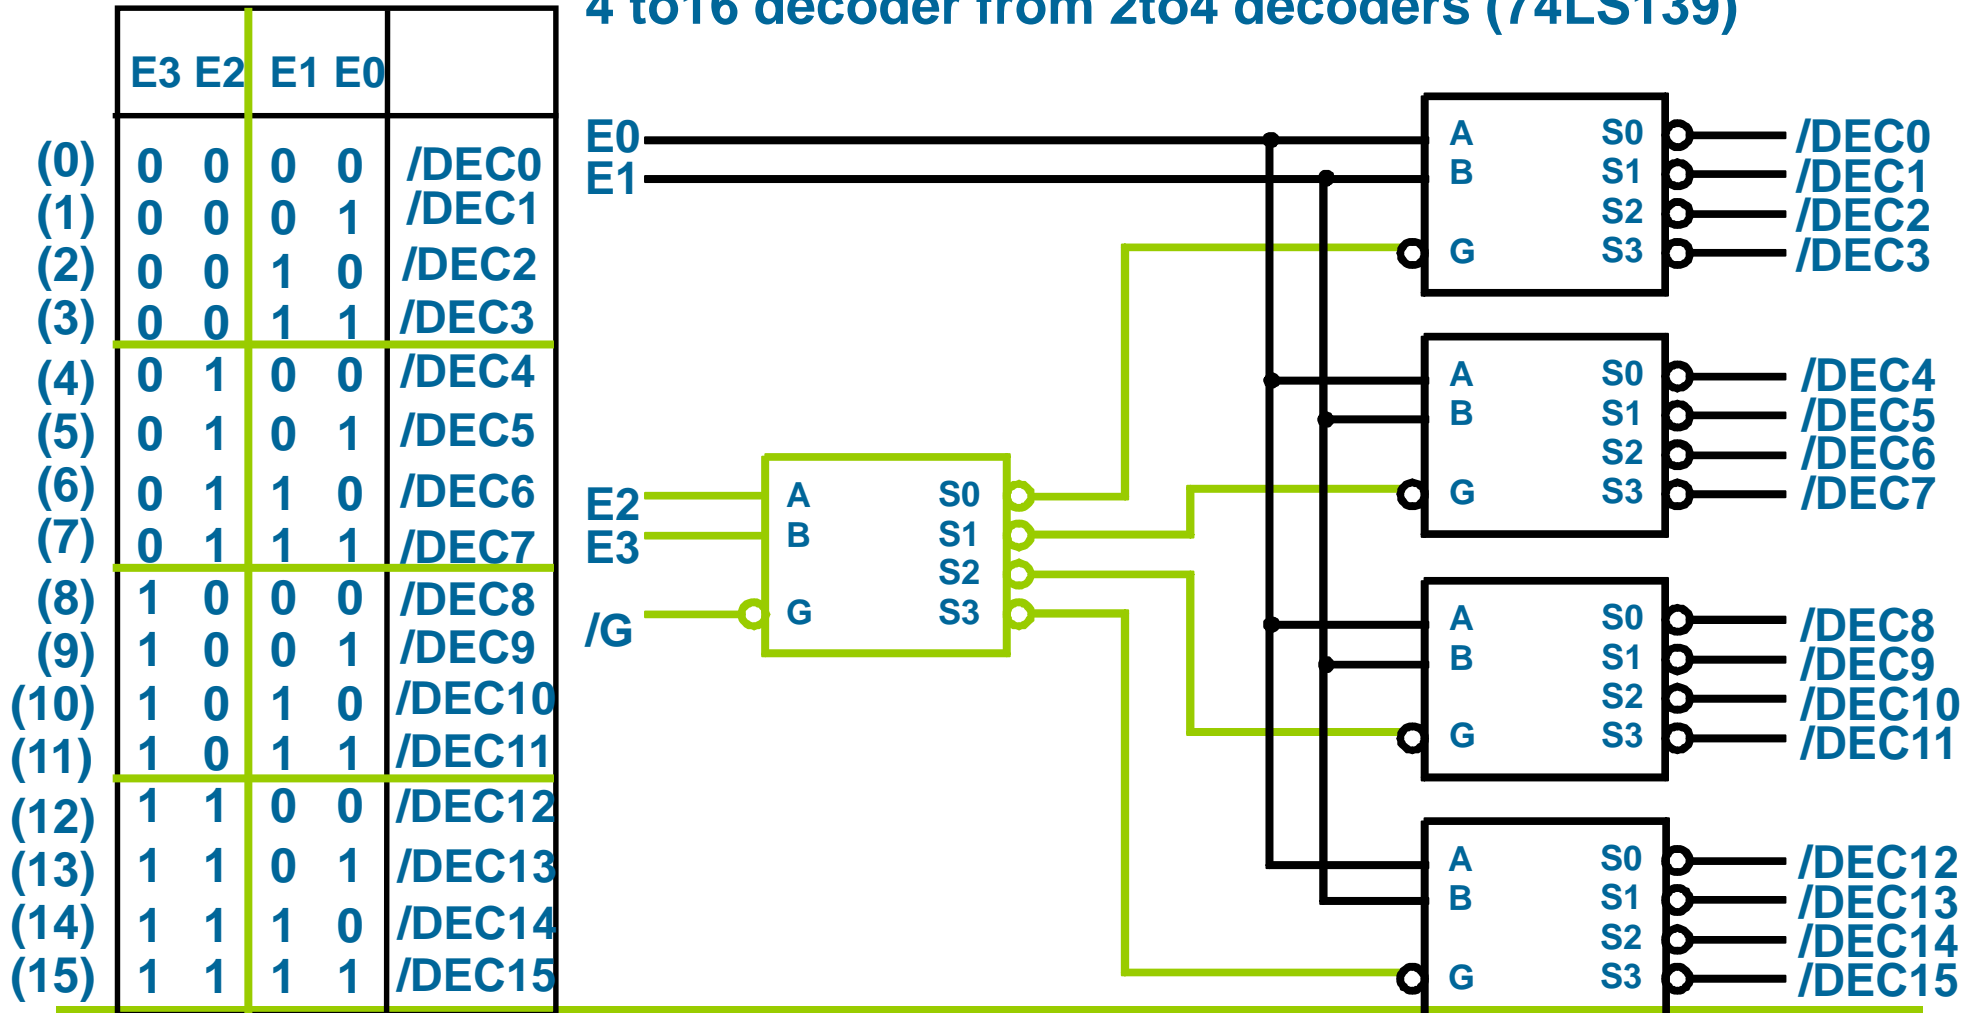 4 to16 decoder from 2to4 decoders (74LS139)
E3 E2 E1 E0
(0) 0 0 0 0 /DEC0
(1) 0 0 0 1 /DEC1
(2) 0 0 1 0 /DEC2
(3) 0 0 1 1 /DEC3
(4) 0 1 0 0 /DEC4
(5) 0 1 0 1 /DEC5
(6) 0 1 1 0 /DEC6
(7) 0 1 1 1 /DEC7
(8) 1 0 0 0 /DEC8
(9) 1 0 0 1 /DEC9
(10) 1 0 1 0 /DEC10
(11) 1 0 1 1 /DEC11
(12) 1 1 0 0 /DEC12
(13) 1 1 0 1 /DEC13
(14) 1 1 1 0 /DEC14
(15) 1 1 1 1 /DEC15
E0
E1
E2 A S0
E3 B S1
S2
/G G S3
A S0 /DEC0
B S1 /DEC1
S2 /DEC2
G S3 /DEC3
A S0 /DEC4
B S1 /DEC5
S2 /DEC6
G S3 /DEC7
A S0 /DEC8
B S1 /DEC9
S2 /DEC10
G S3 /DEC11
A S0 /DEC12
B S1 /DEC13
S2 /DEC14
G S3 /DEC15